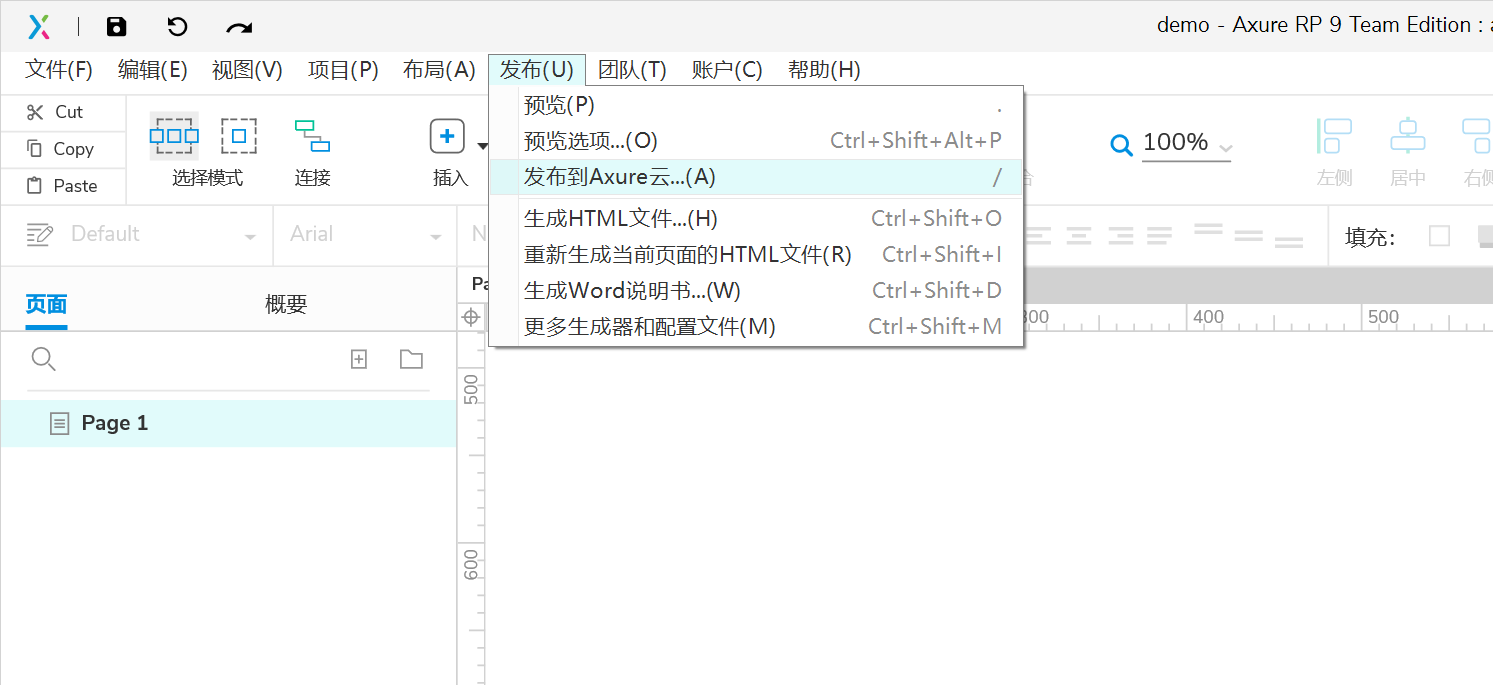 demo - Axure RP 9 Team Edition :
文件(F) 编辑(E) 视图(V) 项目(P) 布局(A) 发布(U) 团队(T) 账户(C) 帮助(H)
Cut
Copy
Paste
选择模式
连接
插入
预览(P) .
预览选项...(O) Ctrl+Shift+Alt+P
发布到Axure云...(A) /
生成HTML文件...(H) Ctrl+Shift+O
重新生成当前页面的HTML文件(R) Ctrl+Shift+I
生成Word说明书...(W) Ctrl+Shift+D
更多生成器和配置文件(M) Ctrl+Shift+M
100%
左侧 居中 右侧
Default Arial N 填充:
页面 概要
Pa
300 400 500
Page 1
500
600